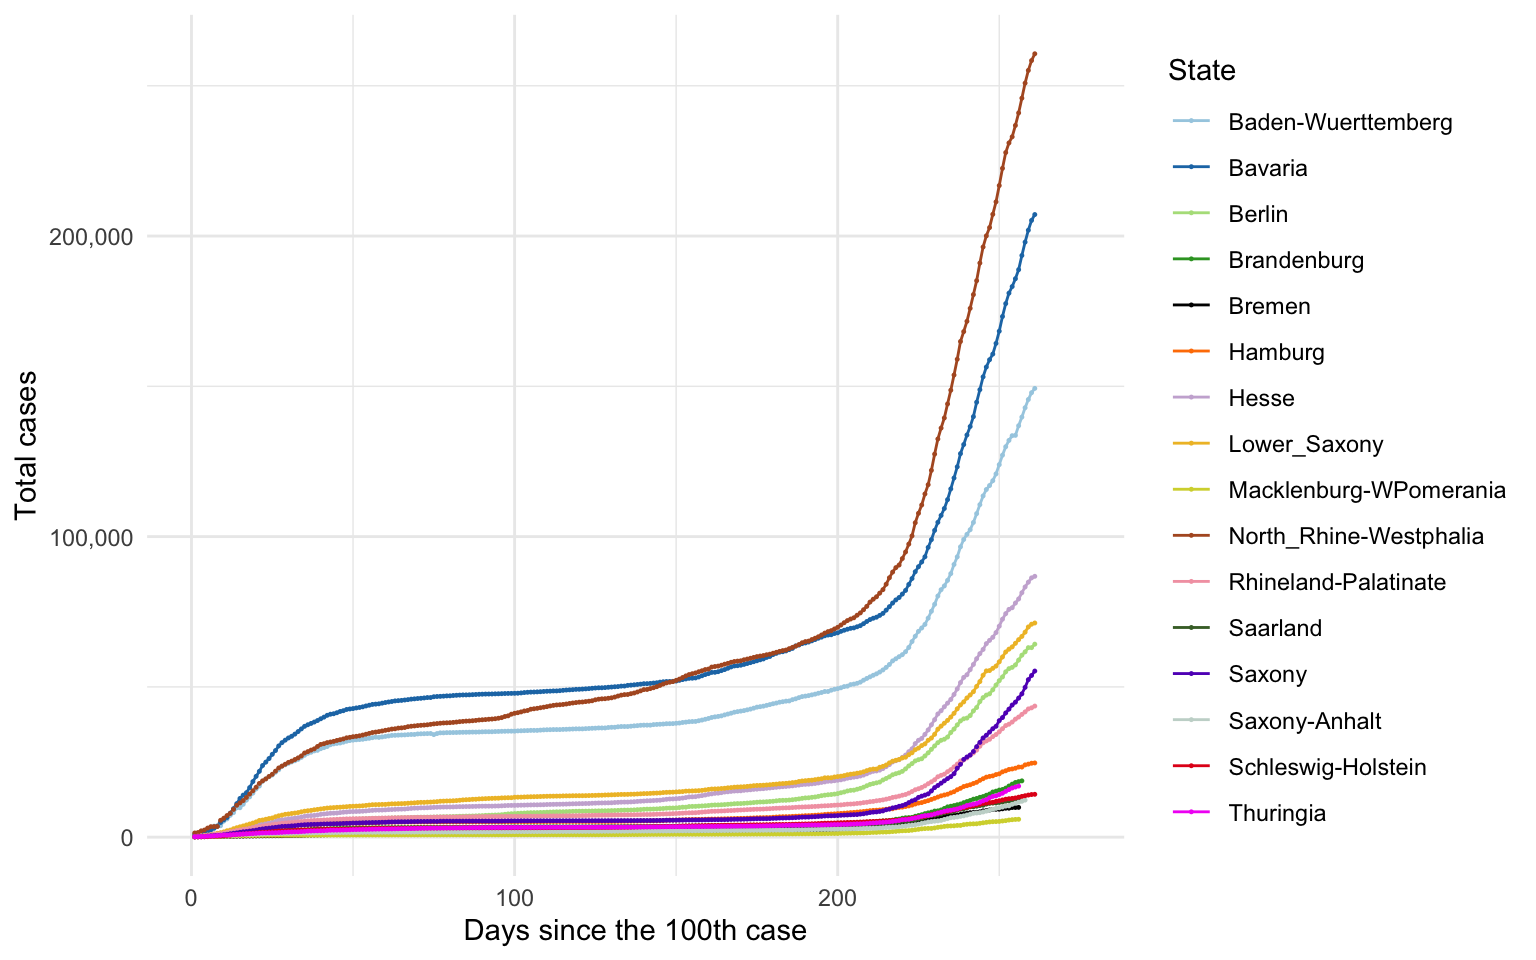 State
Baden-Wuerttemberg
Bavaria
Berlin
Brandenburg
Bremen
Hamburg
Hesse
Lower_Saxony
Macklenburg-WPomerania
North_Rhine-Westphalia
Rhineland-Palatinate
Saarland
Saxony
Saxony-Anhalt
Schleswig-Holstein
Thuringia
Total cases
200,000
100,000
0
0 100 200
Days since the 100th case